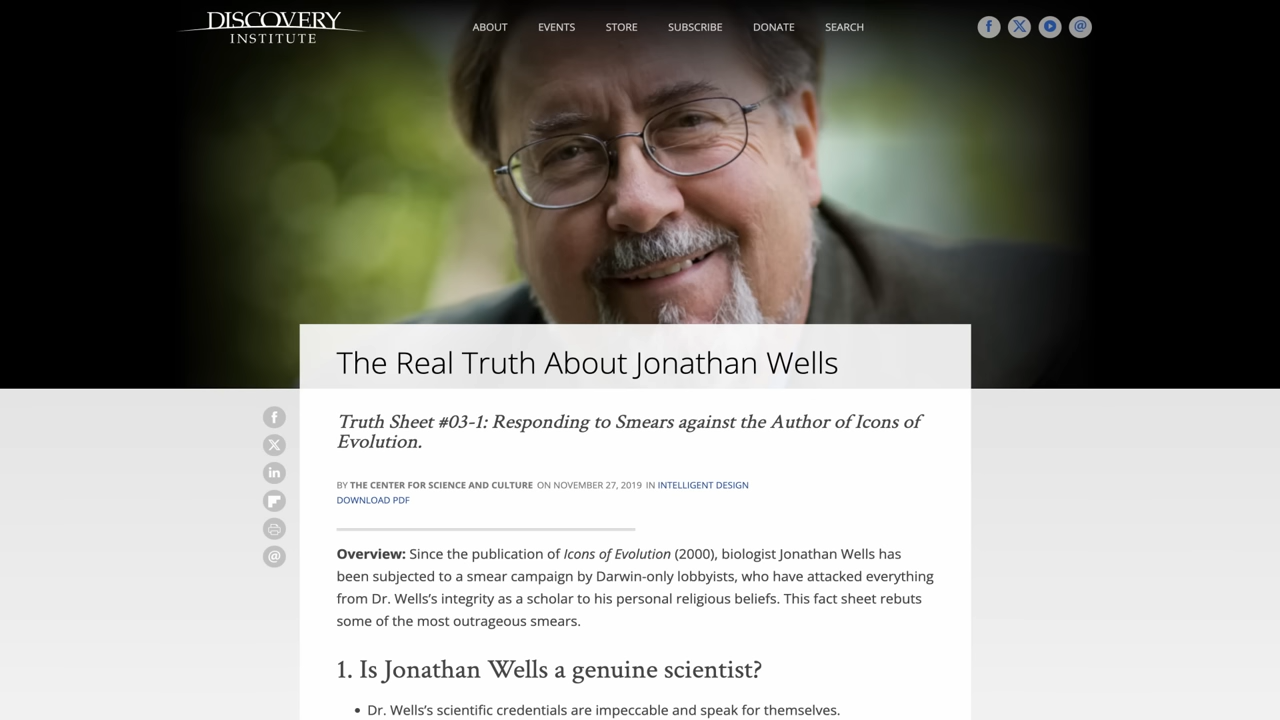 DISCOVERY
INSTITUTE
ABOUT EVENTS STORE SUBSCRIBE DONATE SEARCH
The Real Truth About Jonathan Wells
Truth Sheet #03-1: Responding to Smears against the Author of Icons of
Evolution.
BY THE CENTER FOR SCIENCE AND CULTURE ON NOVEMBER 27, 2019 IN INTELLIGENT DESIGN
DOWNLOAD PDF
Overview: Since the publication of Icons of Evolution (2000), biologist Jonathan Wells has
been subjected to a smear campaign by Darwin-only lobbyists, who have attacked everything
from Dr. Wells’s integrity as a scholar to his personal religious beliefs. This fact sheet rebuts
some of the most outrageous smears.
1. Is Jonathan Wells a genuine scientist?
• Dr. Wells’s scientific credentials are impeccable and speak for themselves.